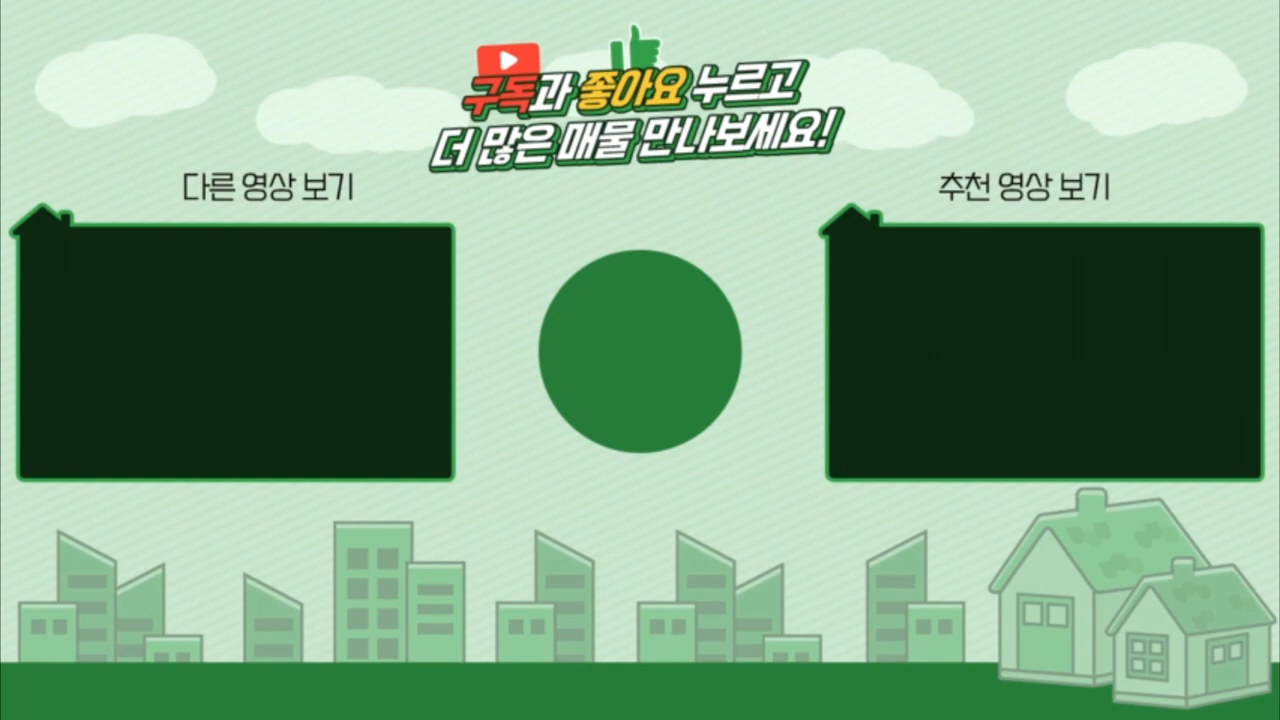 구독과 좋아요 누르고
더 많은 매물 만나보세요!
다른 영상 보기
추천 영상 보기